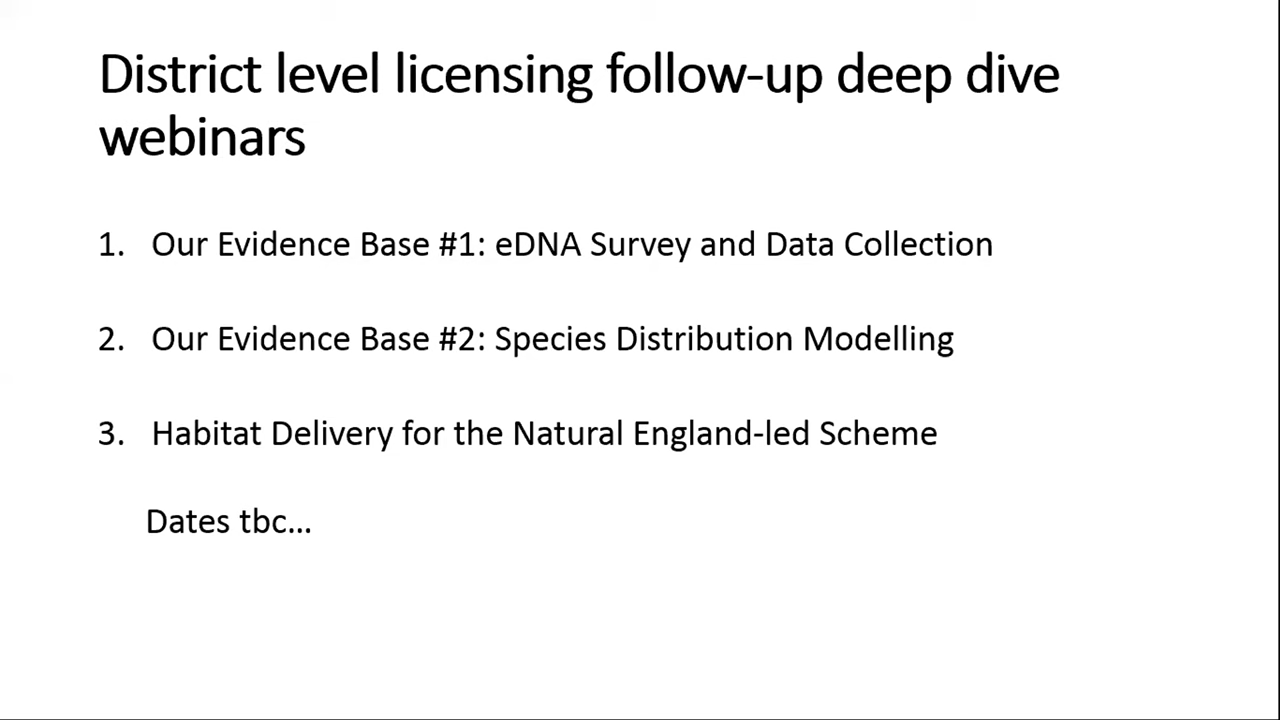 District level licensing follow-up deep dive
webinars
1. Our Evidence Base #1: eDNA Survey and Data Collection
2. Our Evidence Base #2: Species Distribution Modelling
3. Habitat Delivery for the Natural England-led Scheme
Dates tbc...